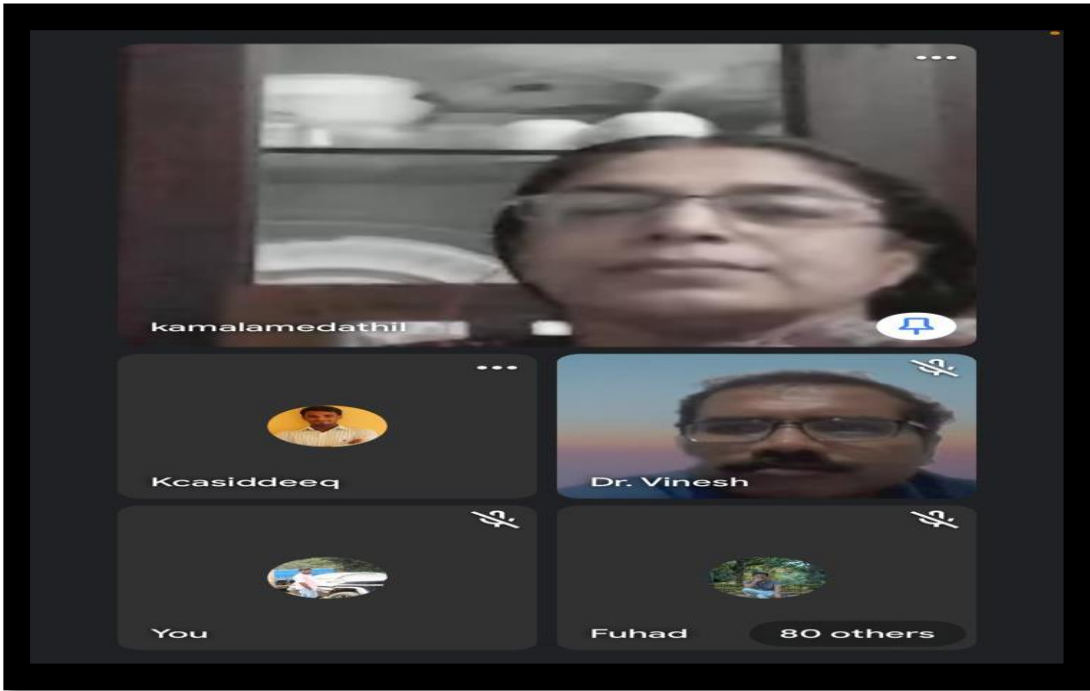 kamalamedathil
Kcasiddeeq
Dr. Vinesh
You
Fuhad
80 others